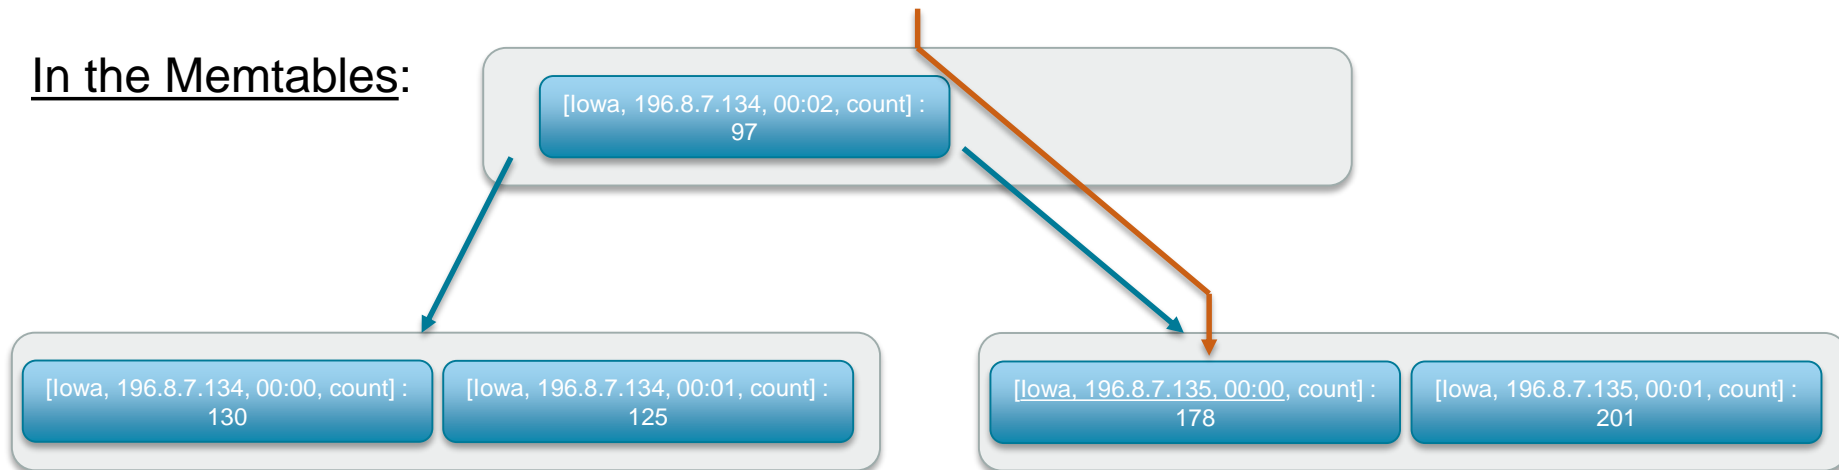 In the Memtables:
[Iowa, 196.8.7.134, 00:02, count] :
97
[Iowa, 196.8.7.134, 00:00, count] :
130
[Iowa, 196.8.7.134, 00:01, count] :
125
[Iowa, 196.8.7.135, 00:00, count] :
178
[Iowa, 196.8.7.135, 00:01, count] :
201